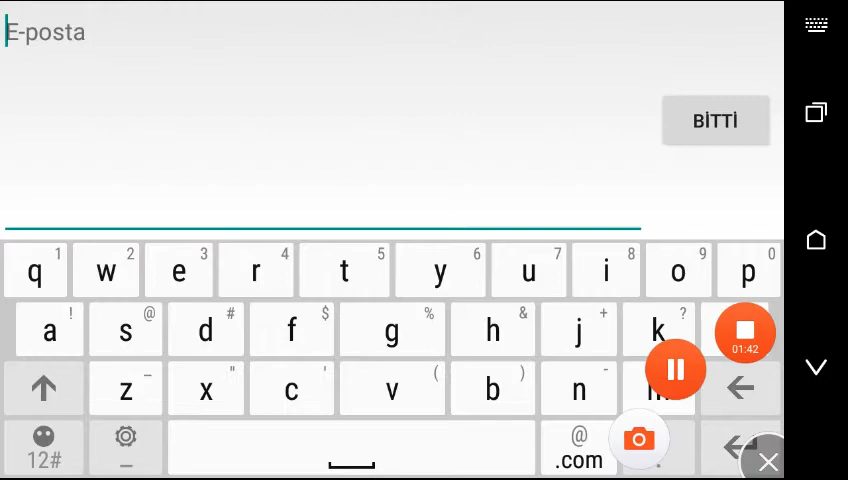 E-posta
BİTTİ
q 1 w 2 e 3 r 4 t 5 y 6 u 7 i 8 o 9 p 0
a ! s @ d # f $ g % h & j + k ?
01:42
z _ x " c ' v ( b ) n - m
12# @ .com .